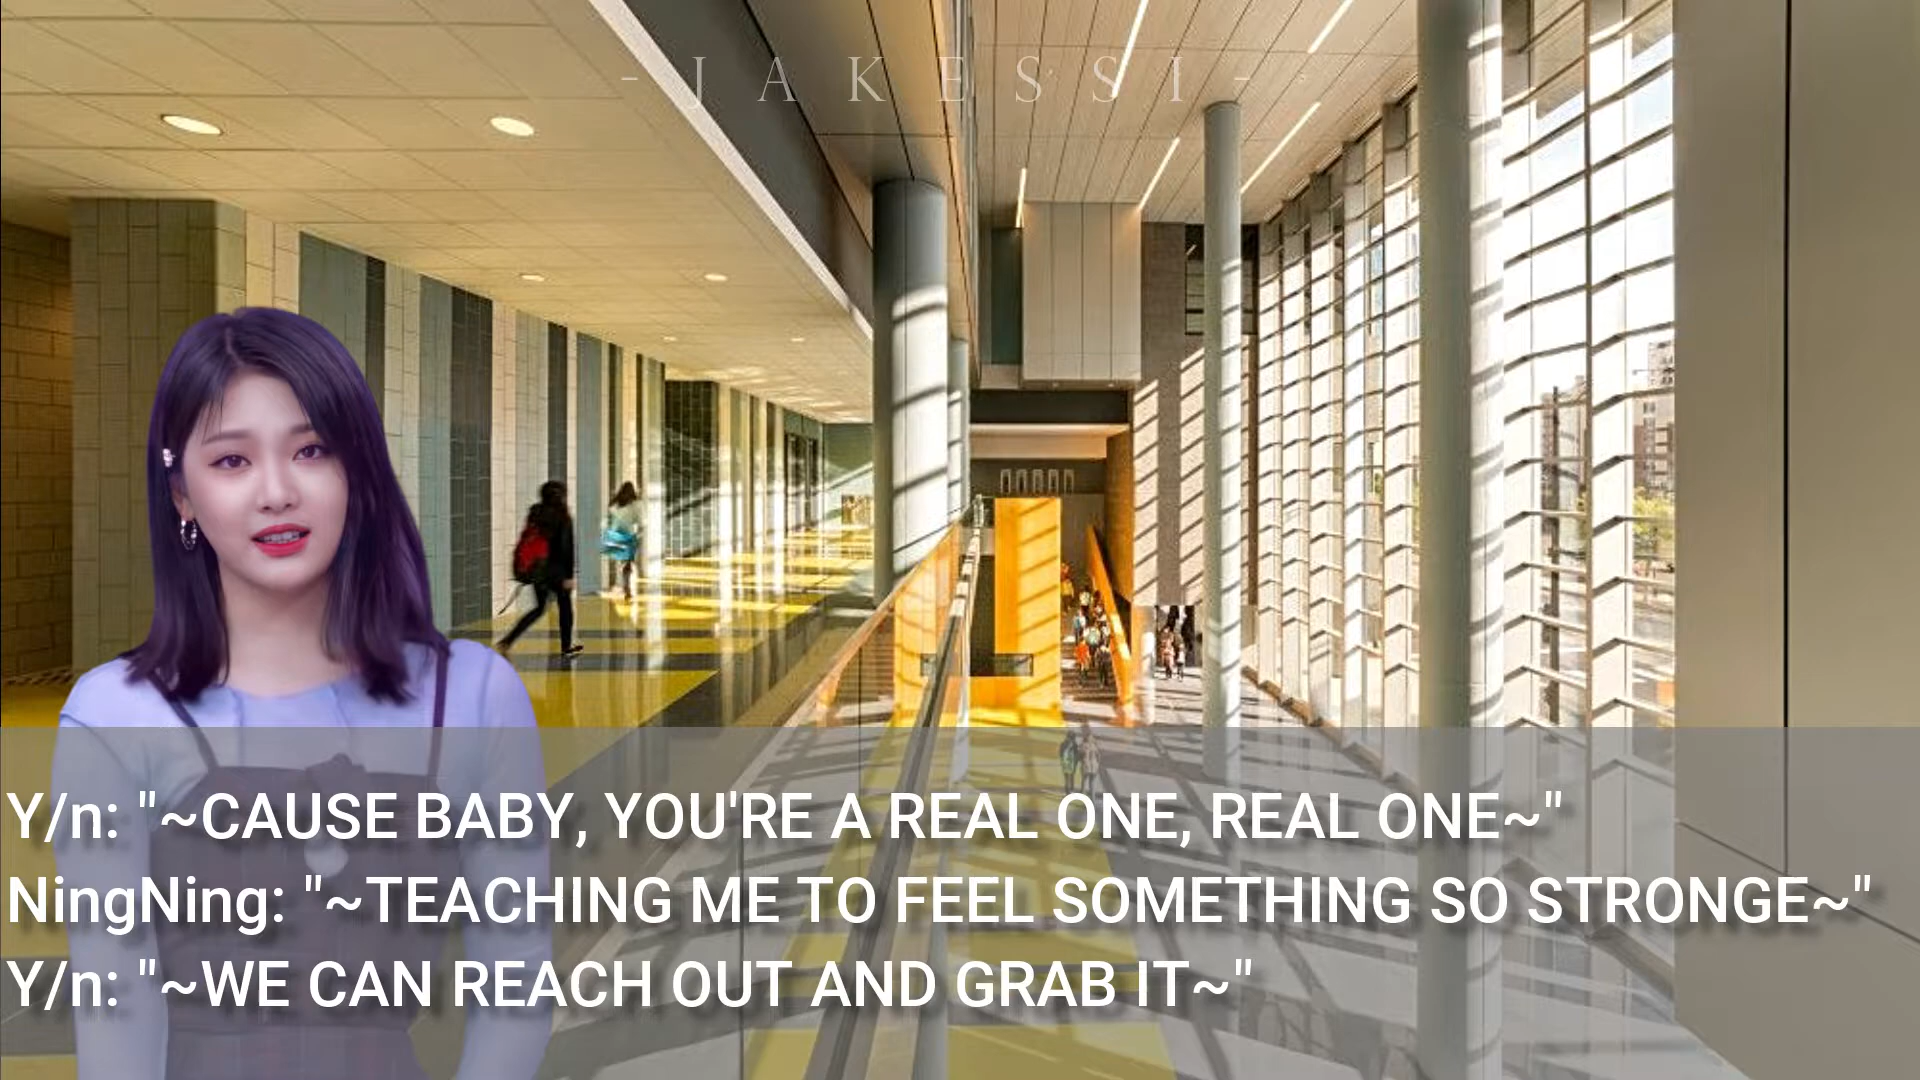 - J A K E S S I -
Y/n: "~CAUSE BABY, YOU'RE A REAL ONE, REAL ONE~"
NingNing: "~TEACHING ME TO FEEL SOMETHING SO STRONGE~"
Y/n: "~WE CAN REACH OUT AND GRAB IT~"